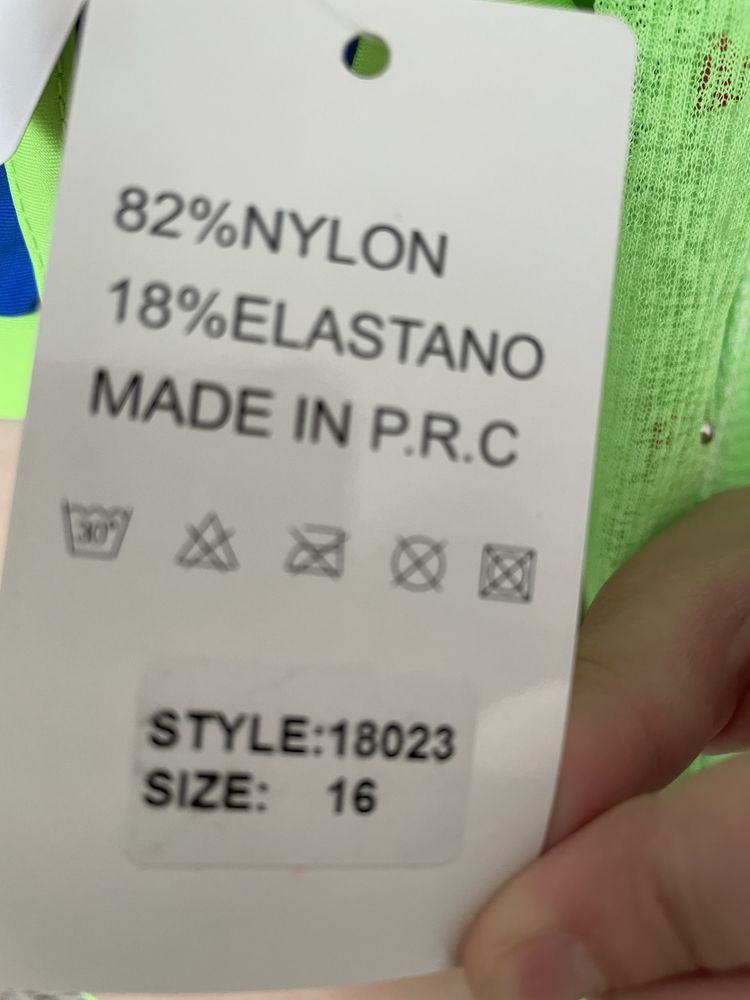 82%NYLON
18%ELASTANO
MADE IN P.R.C
30°
STYLE:18023
SIZE: 16